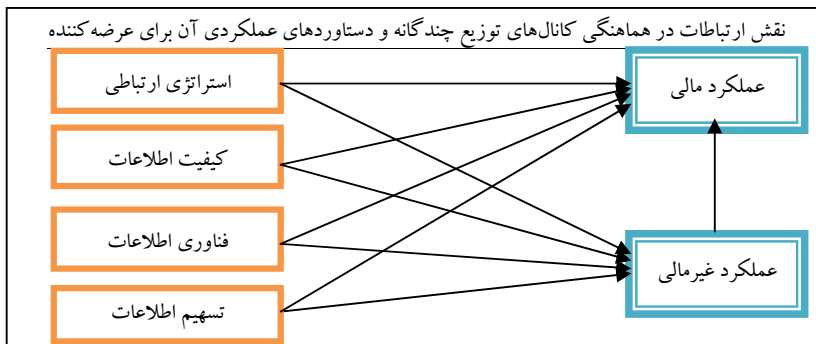 نقش ارتباطات در هماهنگی کانال‌های توزیع چندگانه و دستاوردهای عملکردی آن برای عرضه‌کننده
استراتژی ارتباطی
عملکرد مالی
کیفیت اطلاعات
فناوری اطلاعات
عملکرد غیرمالی
تسهیم اطلاعات